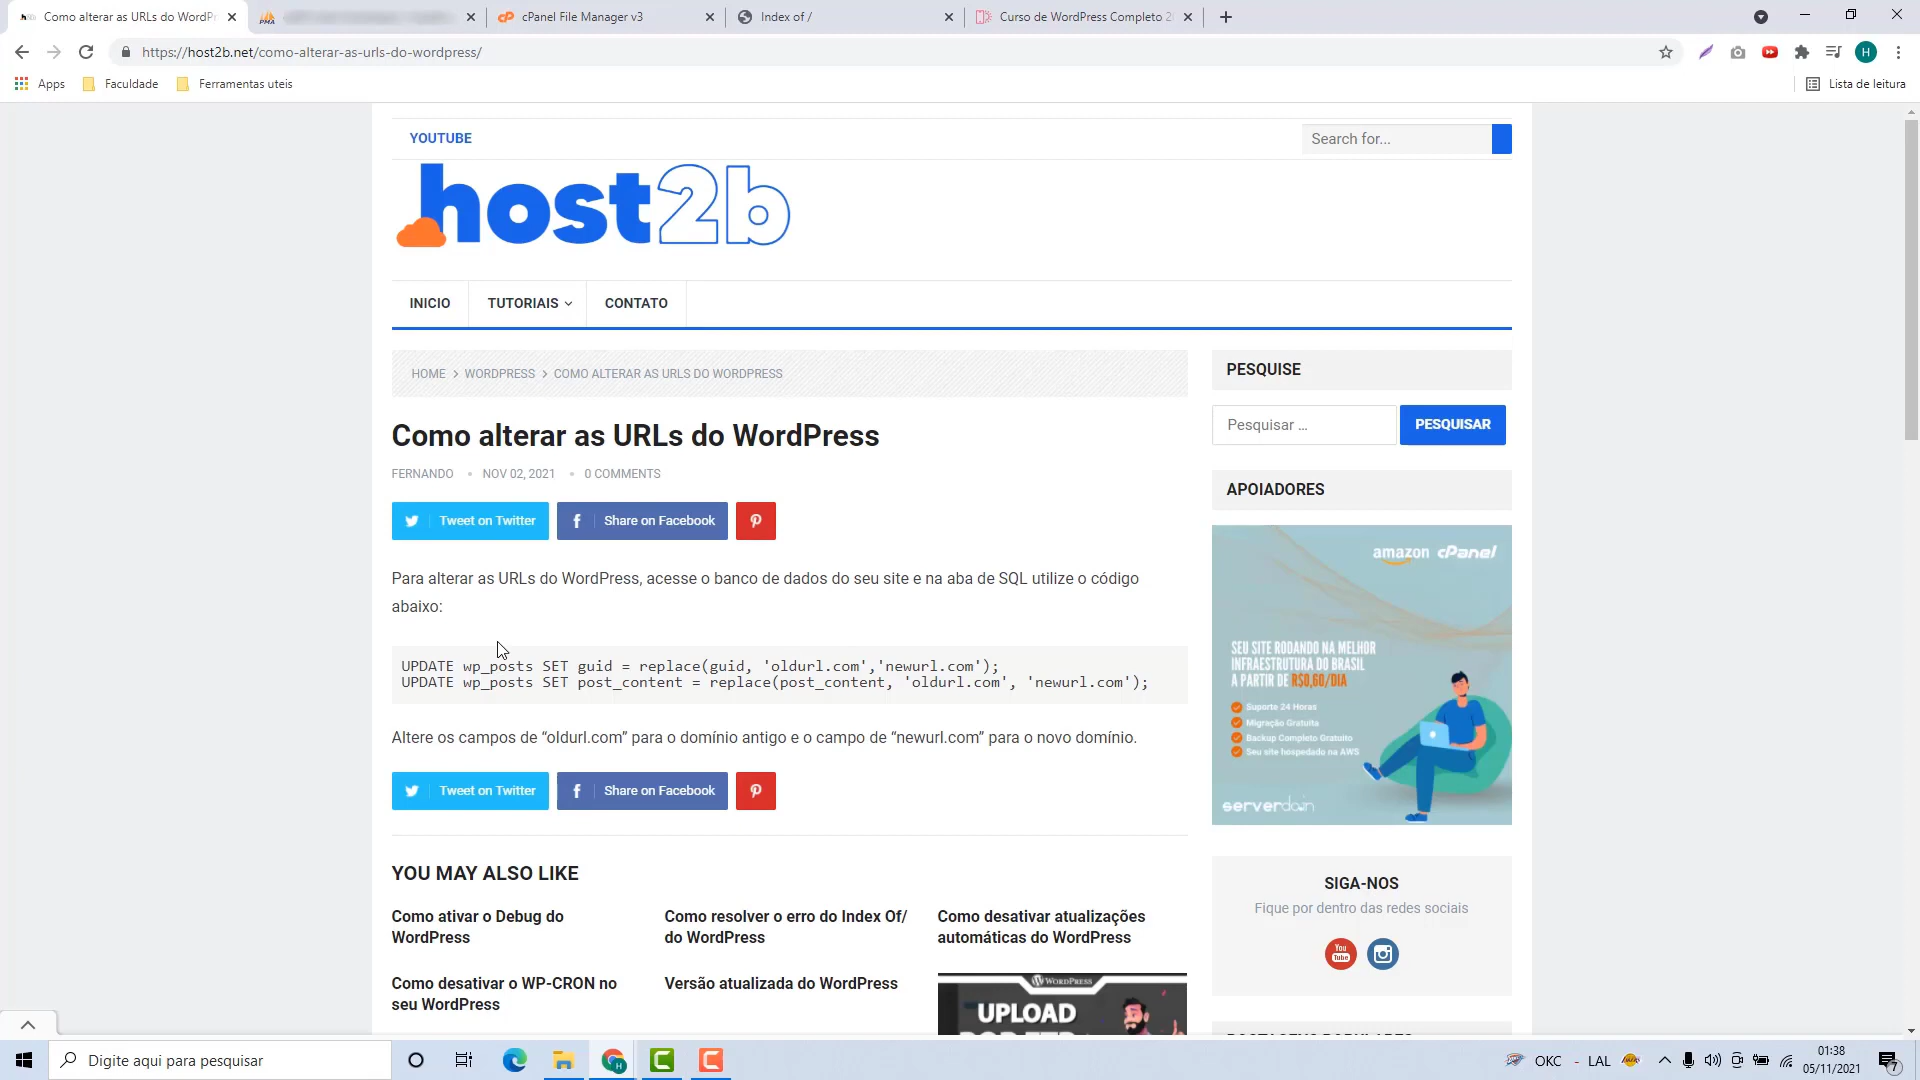 Como alterar as URLs do WordPr
PMA
cPanel File Manager v3
Index of /
Curso de WordPress Completo 2
https://host2b.net/como-alterar-as-urls-do-wordpress/
H
Apps
Faculdade
Ferramentas uteis
Lista de leitura
YOUTUBE
Search for...
host2b
INICIO
TUTORIAIS
CONTATO
HOME > WORDPRESS > COMO ALTERAR AS URLS DO WORDPRESS
Como alterar as URLs do WordPress
FERNANDO • NOV 02, 2021 • 0 COMMENTS
Tweet on Twitter
Share on Facebook
Para alterar as URLs do WordPress, acesse o banco de dados do seu site e na aba de SQL utilize o código
abaixo:
UPDATE wp_posts SET guid = replace(guid, 'oldurl.com','newurl.com');
UPDATE wp_posts SET post_content = replace(post_content, 'oldurl.com', 'newurl.com');
Altere os campos de “oldurl.com” para o domínio antigo e o campo de “newurl.com” para o novo domínio.
Tweet on Twitter
Share on Facebook
YOU MAY ALSO LIKE
Como ativar o Debug do
WordPress
Como resolver o erro do Index Of/
do WordPress
Como desativar atualizações
automáticas do WordPress
Como desativar o WP-CRON no
seu WordPress
Versão atualizada do WordPress
WORDPRESS
UPLOAD
PESQUISE
Pesquisar …
PESQUISAR
APOIADORES
amazon cPanel
SEU SITE RODANDO NA MELHOR
INFRAESTRUTURA DO BRASIL
A PARTIR DE R$0,60/DIA
Suporte 24 Horas
Migração Gratuita
Backup Completo Gratuito
Seu site hospedado na AWS
serverdo.in
SIGA-NOS
Fique por dentro das redes sociais
You
Tube
Digite aqui para pesquisar
OKC - LAL
01:38
05/11/2021
7